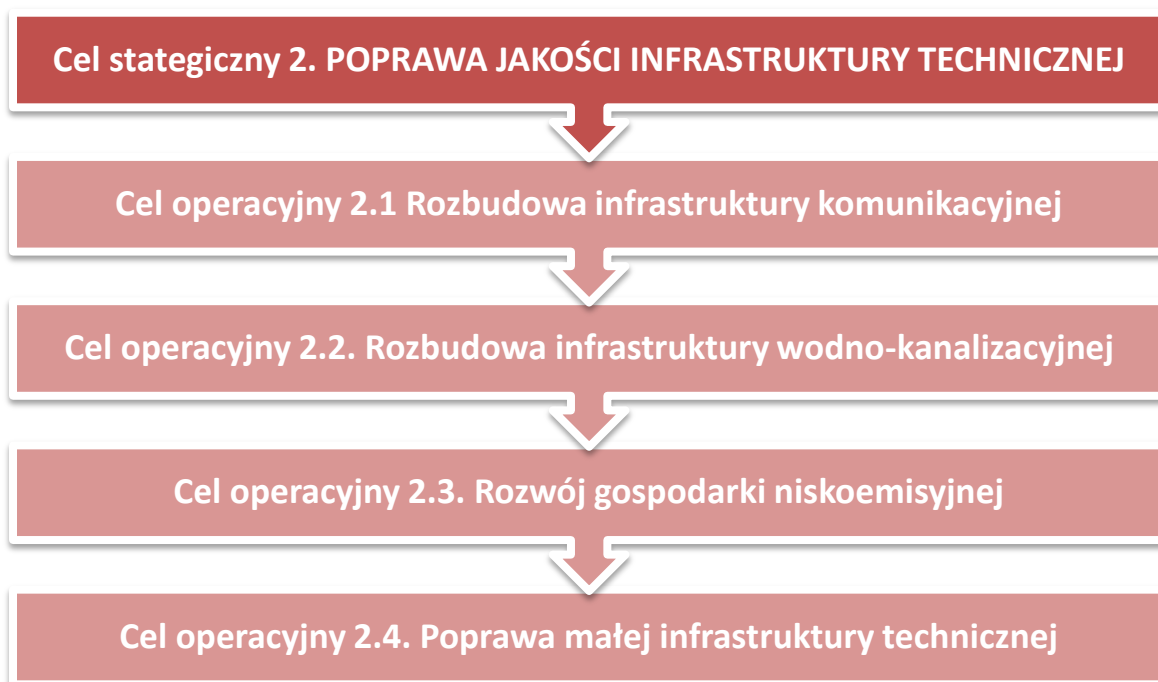 Cel stategiczny 2. POPRAWA JAKOŚCI INFRASTRUKTURY TECHNICZNEJ
Cel operacyjny 2.1 Rozbudowa infrastruktury komunikacyjnej
Cel operacyjny 2.2. Rozbudowa infrastruktury wodno-kanalizacyjnej
Cel operacyjny 2.3. Rozwój gospodarki niskoemisyjnej
Cel operacyjny 2.4. Poprawa małej infrastruktury technicznej